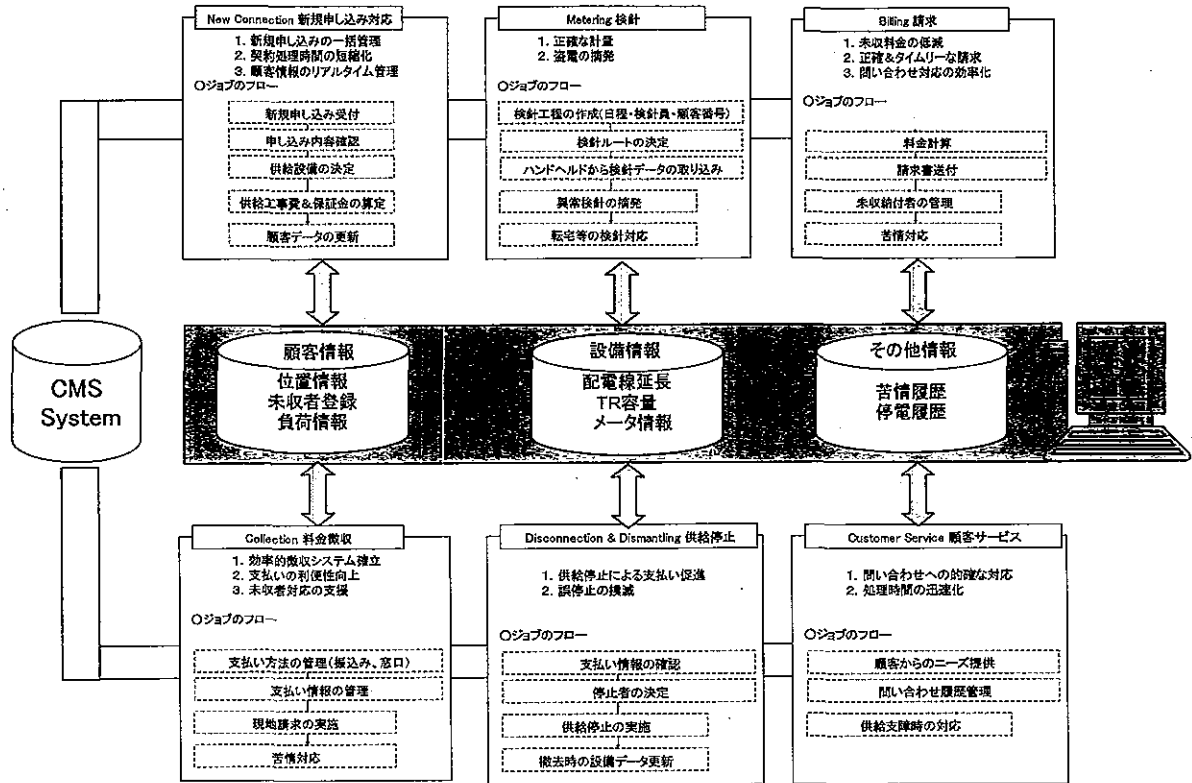 New Connection 新規申し込み対応
1. 新規申し込みの一括管理
2. 契約処理時間の短縮化
3. 顧客情報のリアルタイム管理
○ジョブのフロー
新規申し込み受付
申し込み内容確認
供給設備の決定
供給工事費&保証金の算定
顧客データの更新
Metering 検針
1. 正確な計量
2. 盗電の摘発
○ジョブのフロー
検針工程の作成(日程・検針員・顧客番号)
検針ルートの決定
ハンドヘルドから検針データの取り込み
異常検針の摘発
転宅等の検針対応
Billing 請求
1. 未収料金の低減
2. 正確&タイムリーな請求
3. 問い合わせ対応の効率化
○ジョブのフロー
料金計算
請求書送付
未収納付者の管理
苦情対応
CMS
System
顧客情報
位置情報
未収者登録
負荷情報
設備情報
配電線延長
TR容量
メータ情報
その他情報
苦情履歴
停電履歴
Collection 料金徴収
1. 効率的徴収システム確立
2. 支払いの利便性向上
3. 未収者対応の支援
○ジョブのフロー
支払い方法の管理(振込み、窓口)
支払い情報の管理
現地請求の実施
苦情対応
Disconnection & Dismantling 供給停止
1. 供給停止による支払い促進
2. 誤停止の撲滅
○ジョブのフロー
支払い情報の確認
停止者の決定
供給停止の実施
撤去時の設備データ更新
Customer Service 顧客サービス
1. 問い合わせへの的確な対応
2. 処理時間の迅速化
○ジョブのフロー
顧客からのニーズ提供
問い合わせ履歴管理
供給支障時の対応